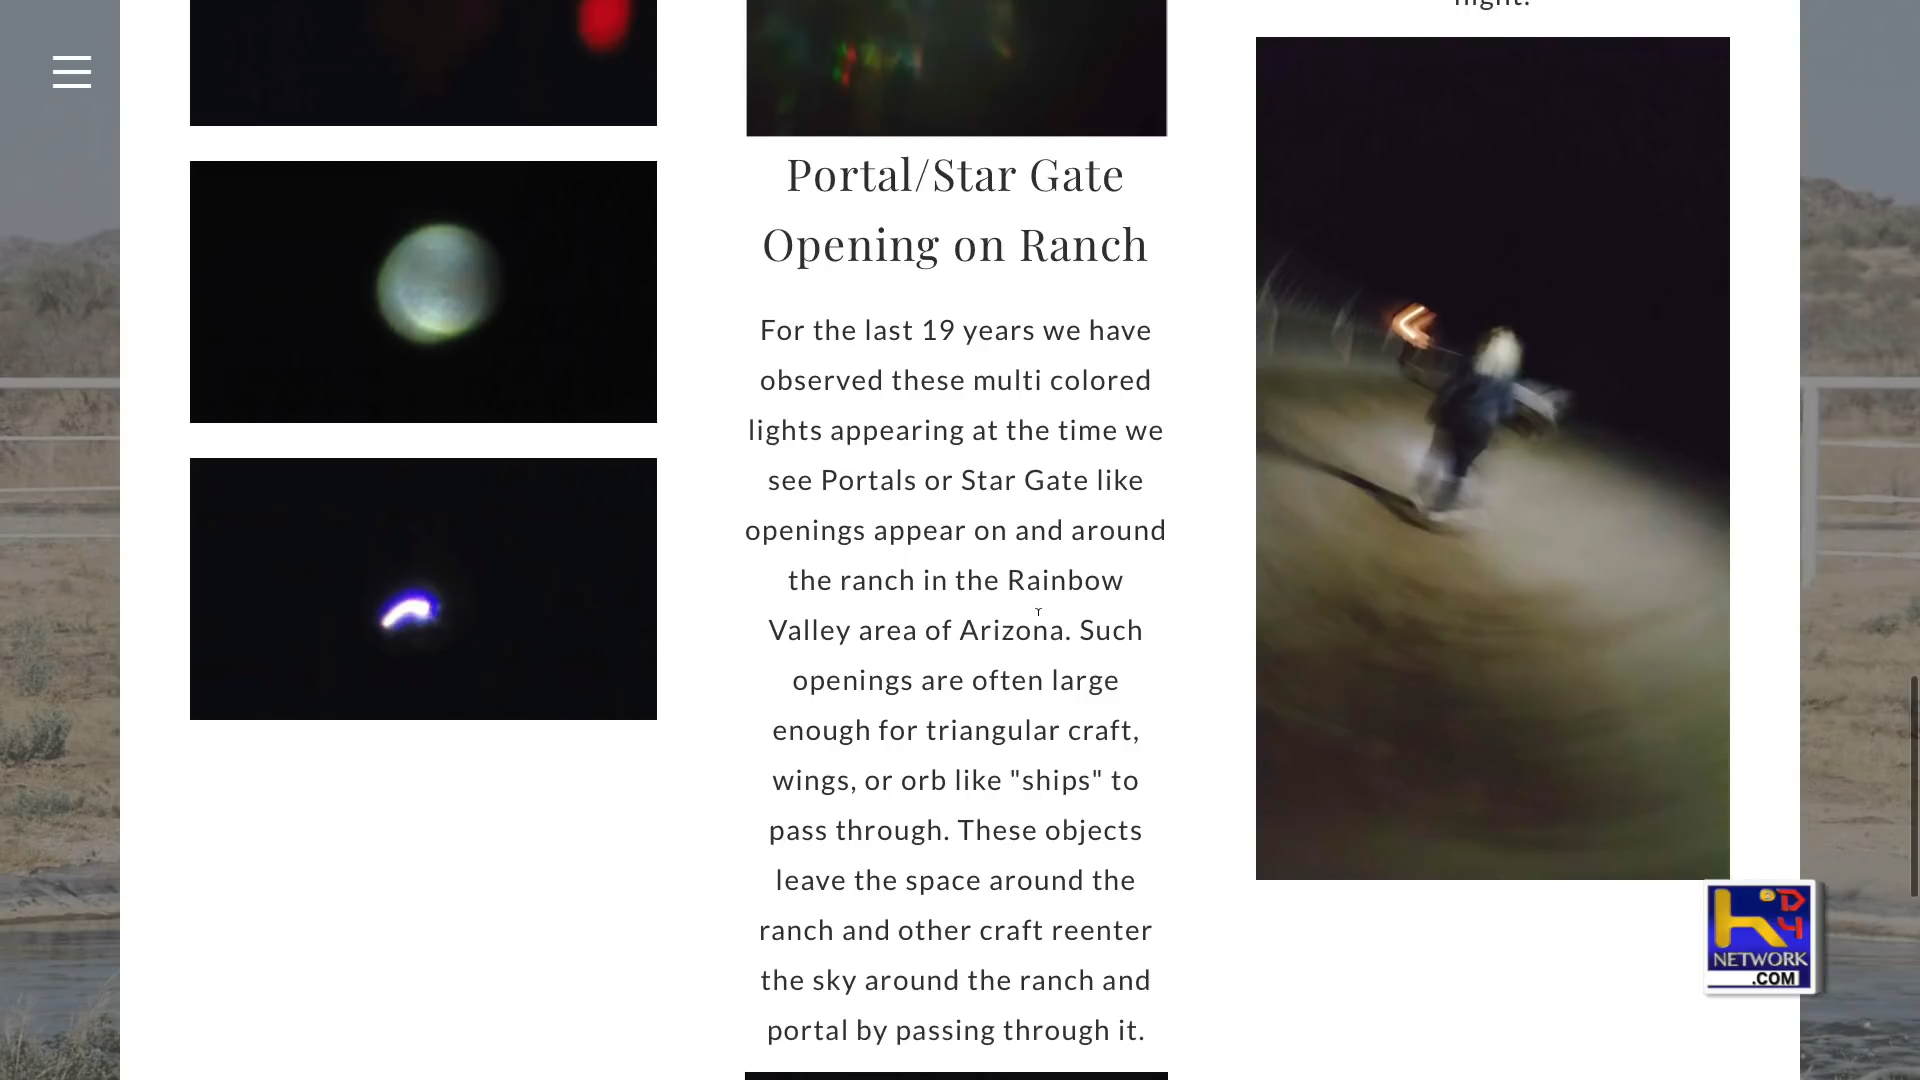 night.
Portal/Star Gate
Opening on Ranch
For the last 19 years we have
observed these multi colored
lights appearing at the time we
see Portals or Star Gate like
openings appear on and around
the ranch in the Rainbow
Valley area of Arizona. Such
openings are often large
enough for triangular craft,
wings, or orb like "ships" to
pass through. These objects
leave the space around the
ranch and other craft reenter
the sky around the ranch and
portal by passing through it.
D
4
NETWORK
.COM